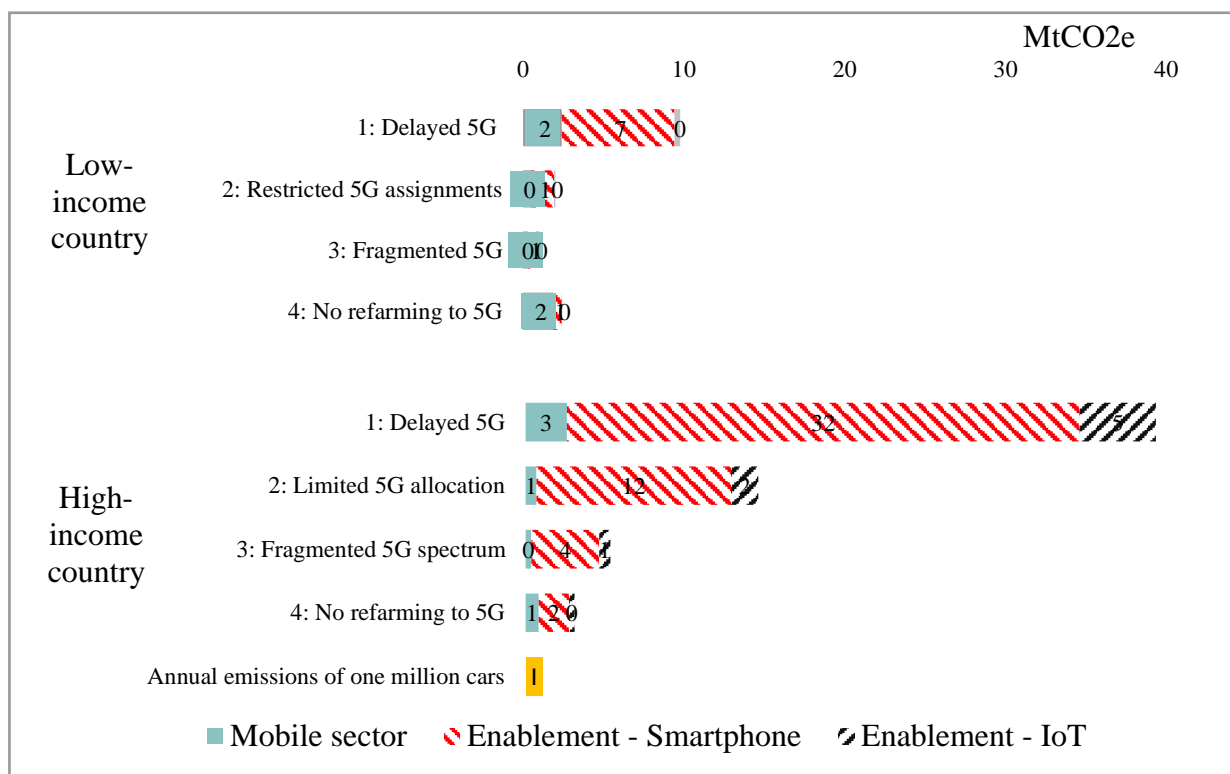 MtCO2e
0 10 20 30 40
Low-
income
country
1: Delayed 5G 2 7 0
2: Restricted 5G assignments 0 1 0
3: Fragmented 5G 0 1 0
4: No refarming to 5G 2 1 0
High-
income
country
1: Delayed 5G 3 32 5
2: Limited 5G allocation 1 12 2
3: Fragmented 5G spectrum 0 4 1
4: No refarming to 5G 1 2 0
Annual emissions of one million cars 1
Mobile sector Enablement - Smartphone Enablement - IoT